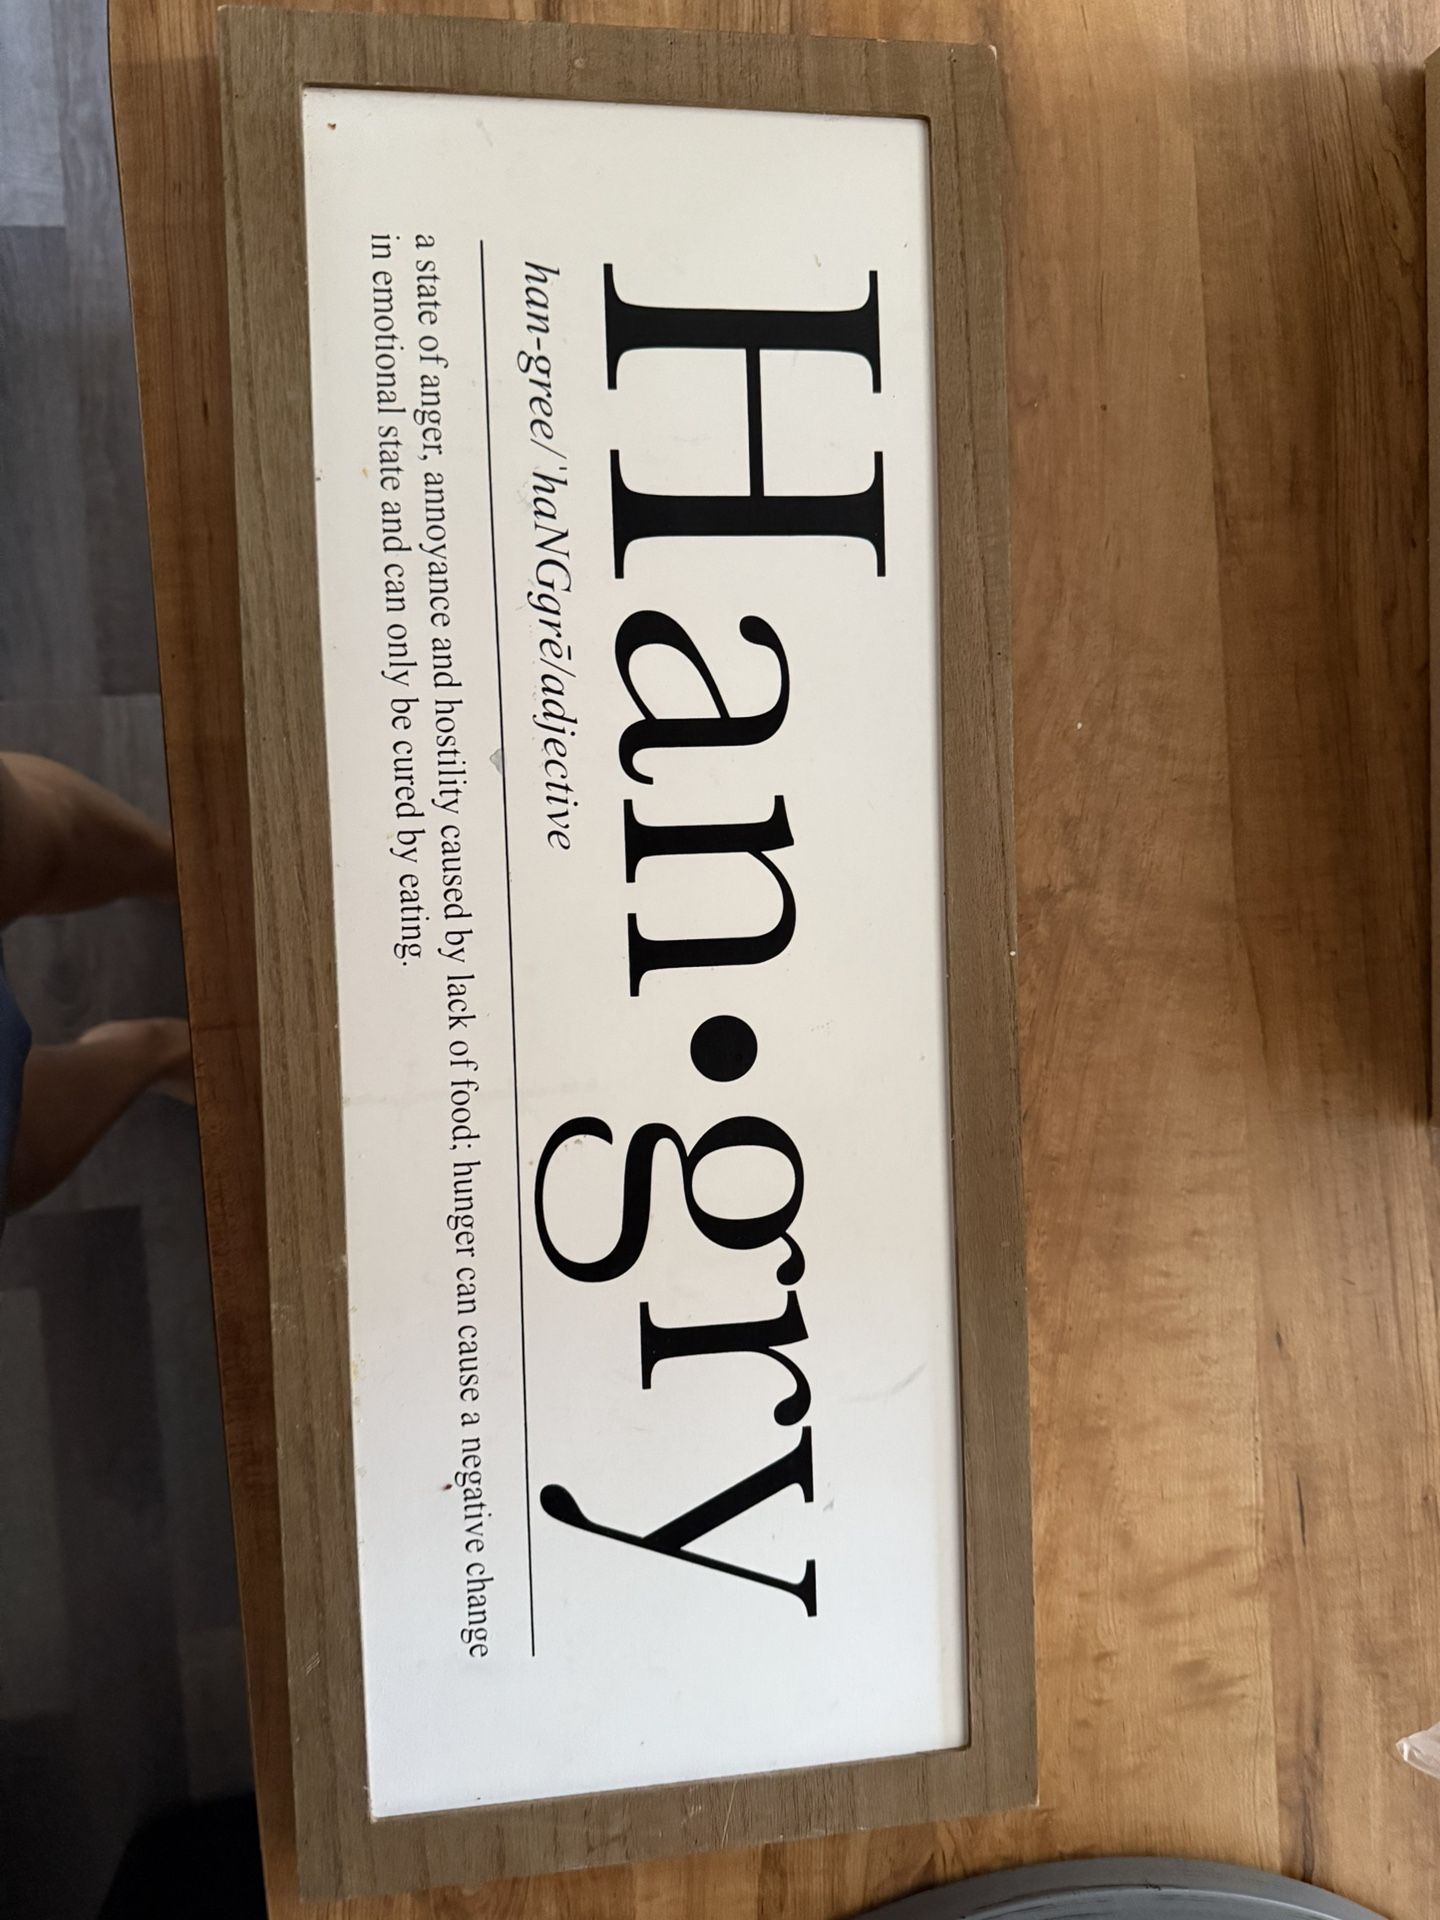 Han•gry
han-gree/ˈhaNGgrē/adjective
a state of anger, annoyance and hostility caused by lack of food; hunger can cause a negative change
in emotional state and can only be cured by eating.